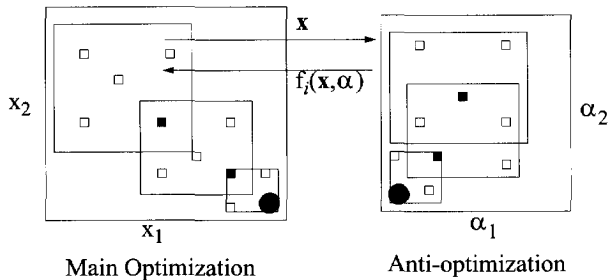 x
f_i(x,α)
x_2
α_2
x_1
α_1
Main Optimization
Anti-optimization